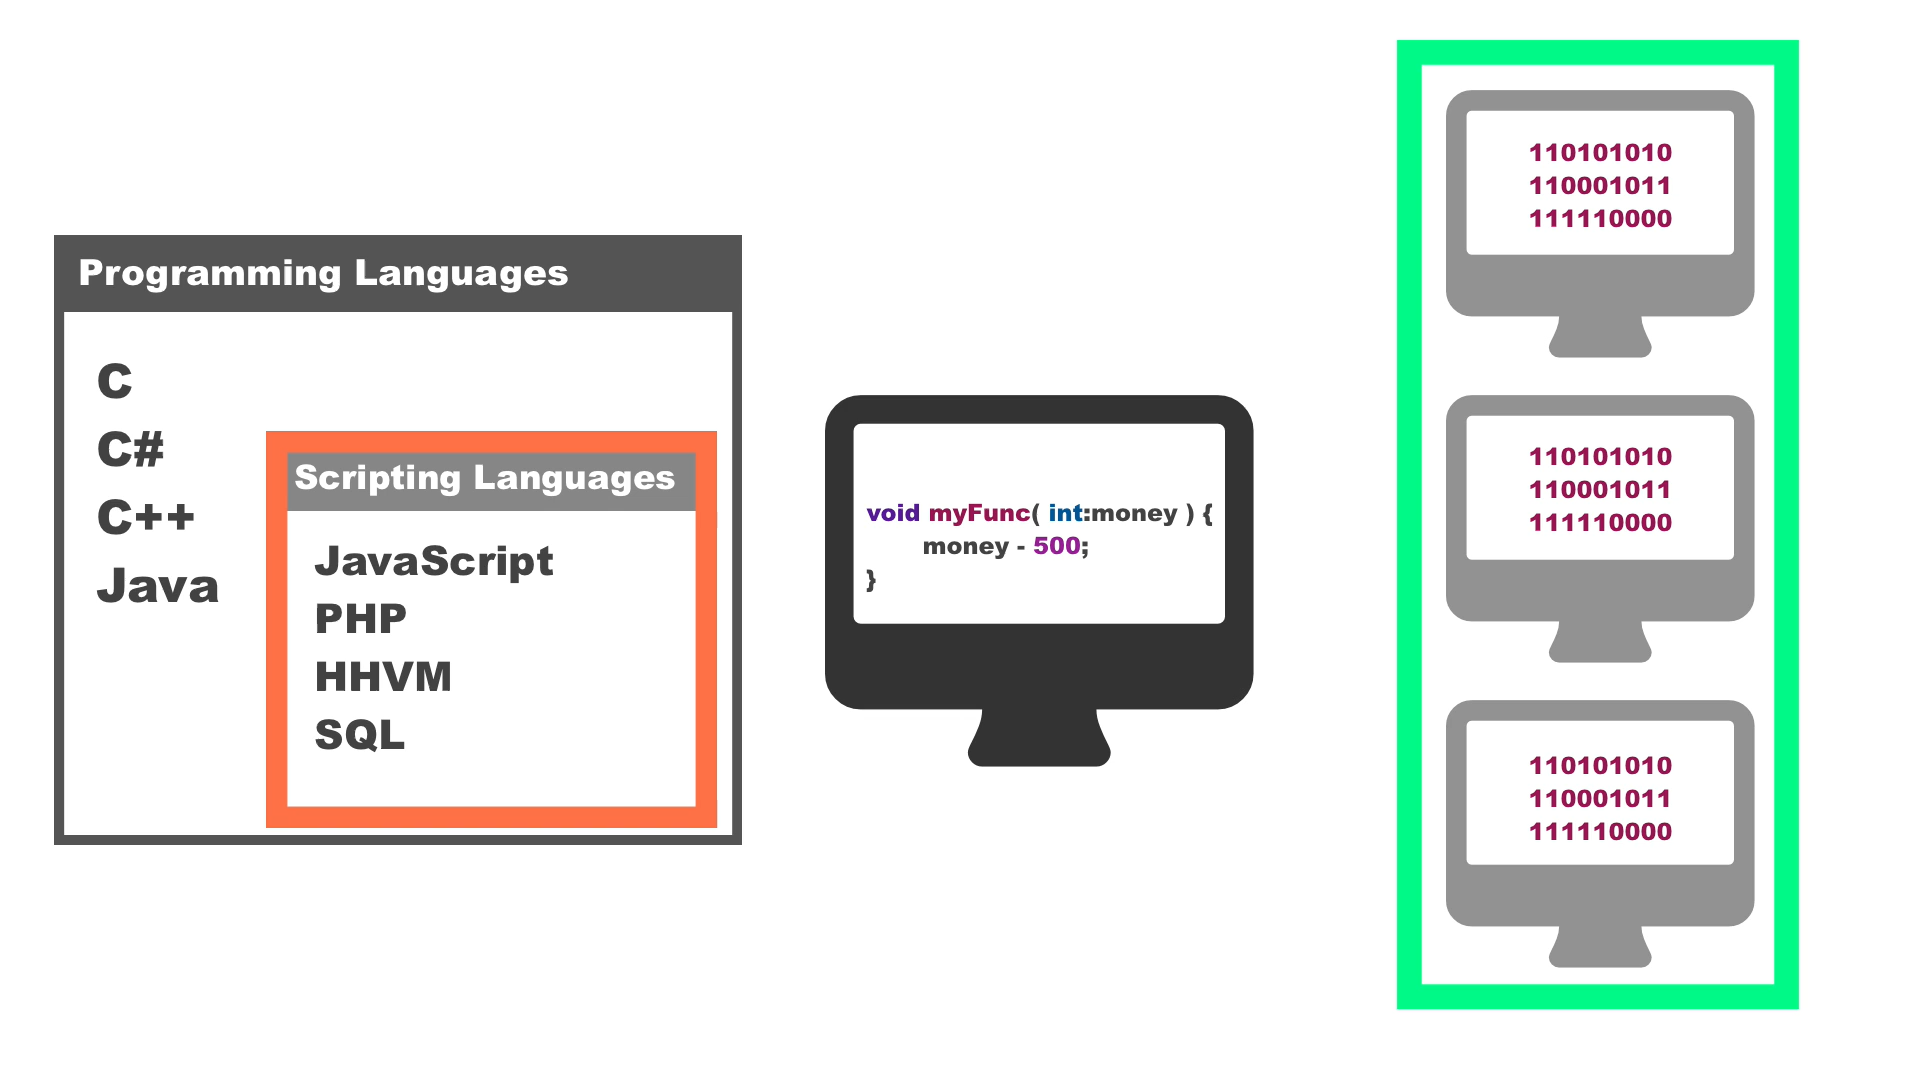 Programming Languages
C
C#
C++
Java
Scripting Languages
JavaScript
PHP
HHVM
SQL
void myFunc( int:money ) {
money - 500;
}
110101010
110001011
111110000
110101010
110001011
111110000
110101010
110001011
111110000